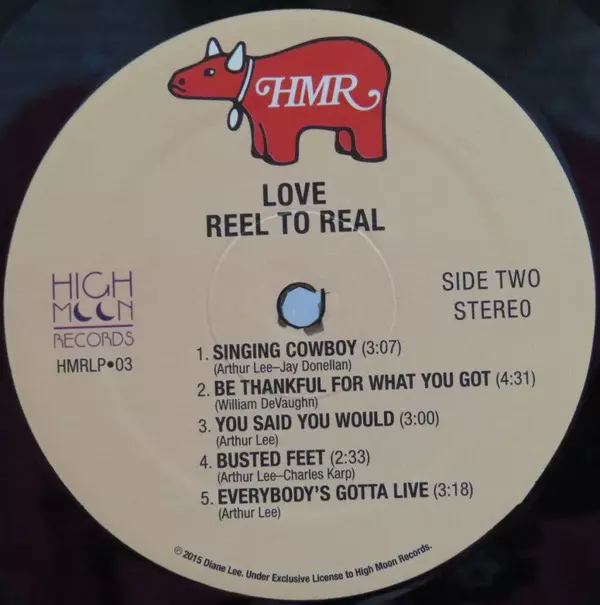 HMR
LOVE
REEL TO REAL
HIGH
MOON
RECORDS
HMRLP•03
SIDE TWO
STEREO
1. SINGING COWBOY (3:07)
(Arthur Lee–Jay Donellan)
2. BE THANKFUL FOR WHAT YOU GOT (4:31)
(William DeVaughn)
3. YOU SAID YOU WOULD (3:00)
(Arthur Lee)
4. BUSTED FEET (2:33)
(Arthur Lee–Charles Karp)
5. EVERYBODY'S GOTTA LIVE (3:18)
(Arthur Lee)
℗ 2015 Diane Lee. Under Exclusive License to High Moon Records.